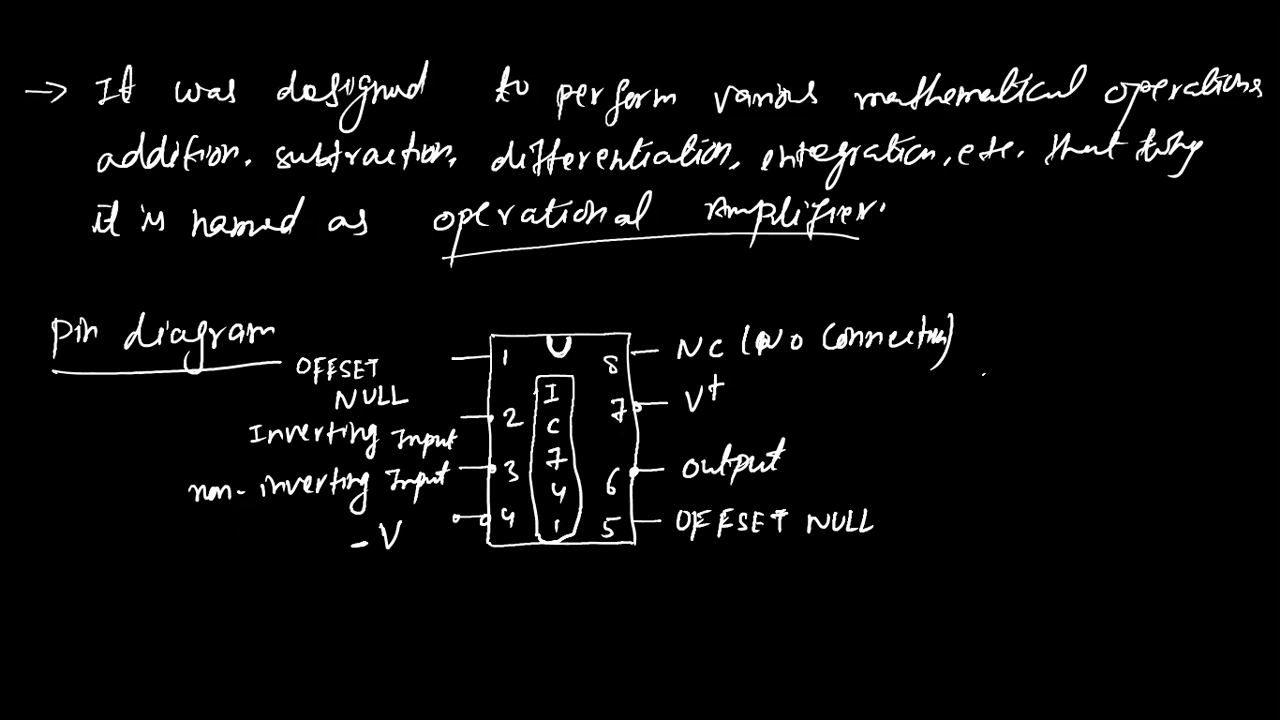 → It was designed to perform various mathematical operations
addition, subtraction, differentiation, integration, etc. that why
it is named as operational Amplifier.
Pin diagram
OFFSET NULL
Inverting Input
non-inverting Input
-V
1
2
3
4
IC741
8
7
6
5
NC (No Connection)
V+
output
OFFSET NULL